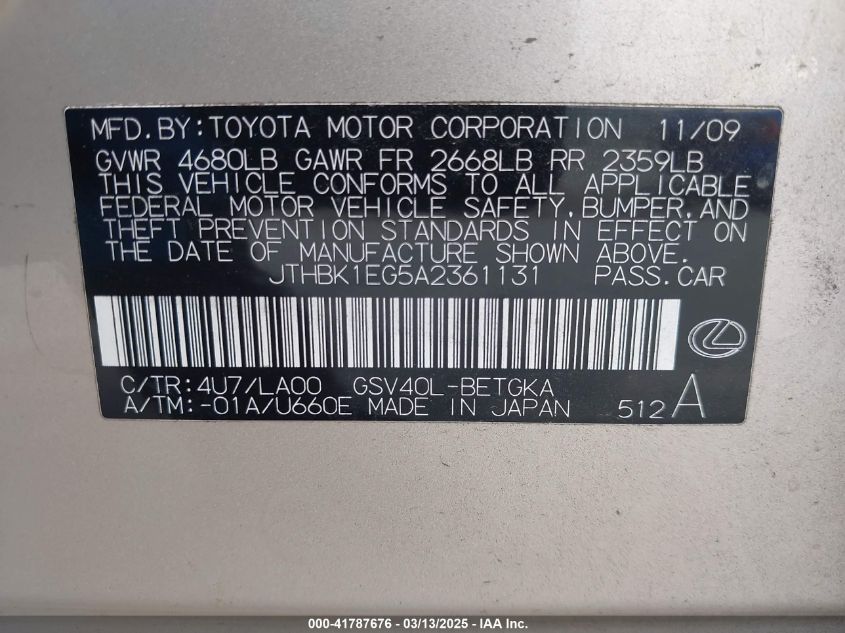 MFD. BY: TOYOTA MOTOR CORPORATION 11/09
GVWR 4680LB GAWR FR 2668LB RR 2359LB
THIS VEHICLE CONFORMS TO ALL APPLICABLE
FEDERAL MOTOR VEHICLE SAFETY, BUMPER, AND
THEFT PREVENTION STANDARDS IN EFFECT ON
THE DATE OF MANUFACTURE SHOWN ABOVE.
JTHBK1EG5A2361131 PASS. CAR
C/TR: 4U7/LA00 GSV40L-BETGKA
A/TM: -01A/U660E MADE IN JAPAN 512 A
000-41787676 - 03/13/2025 - IAA Inc.